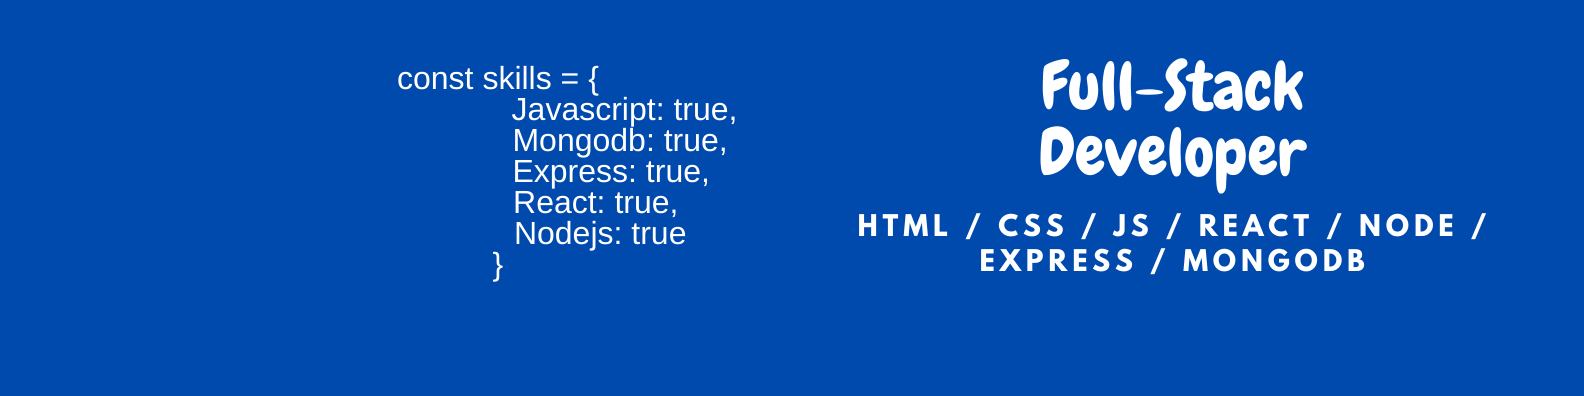 const skills = {
Javascript: true,
Mongodb: true,
Express: true,
React: true,
Nodejs: true
}
Full-Stack
Developer
HTML / CSS / JS / REACT / NODE /
EXPRESS / MONGODB